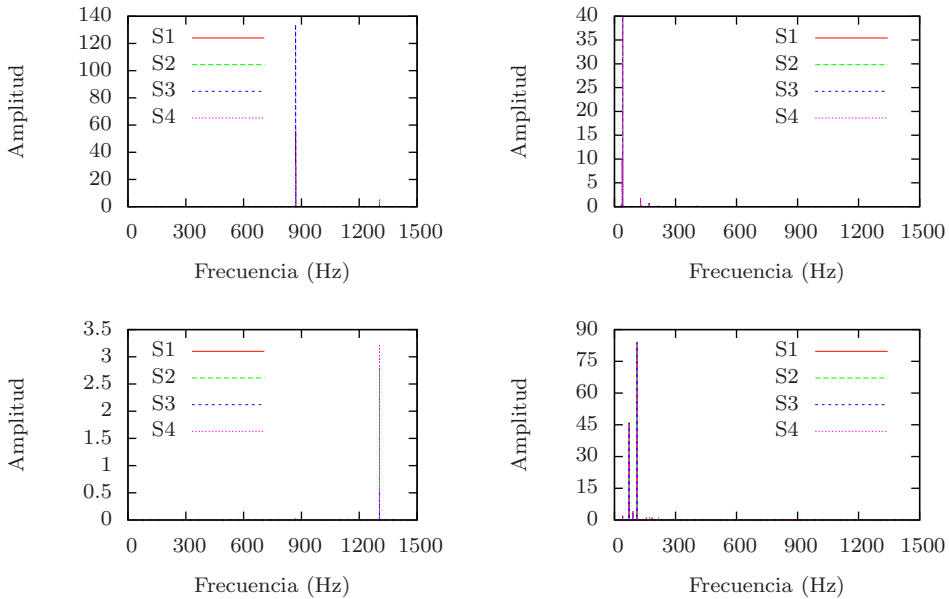 Amplitud
140
120
100
80
60
40
20
0
S1
S2
S3
S4
0 300 600 900 1200 1500
Frecuencia (Hz)
Amplitud
40
35
30
25
20
15
10
5
0
S1
S2
S3
S4
0 300 600 900 1200 1500
Frecuencia (Hz)
Amplitud
3.5
3
2.5
2
1.5
1
0.5
0
S1
S2
S3
S4
0 300 600 900 1200 1500
Frecuencia (Hz)
Amplitud
90
75
60
45
30
15
0
S1
S2
S3
S4
0 300 600 900 1200 1500
Frecuencia (Hz)